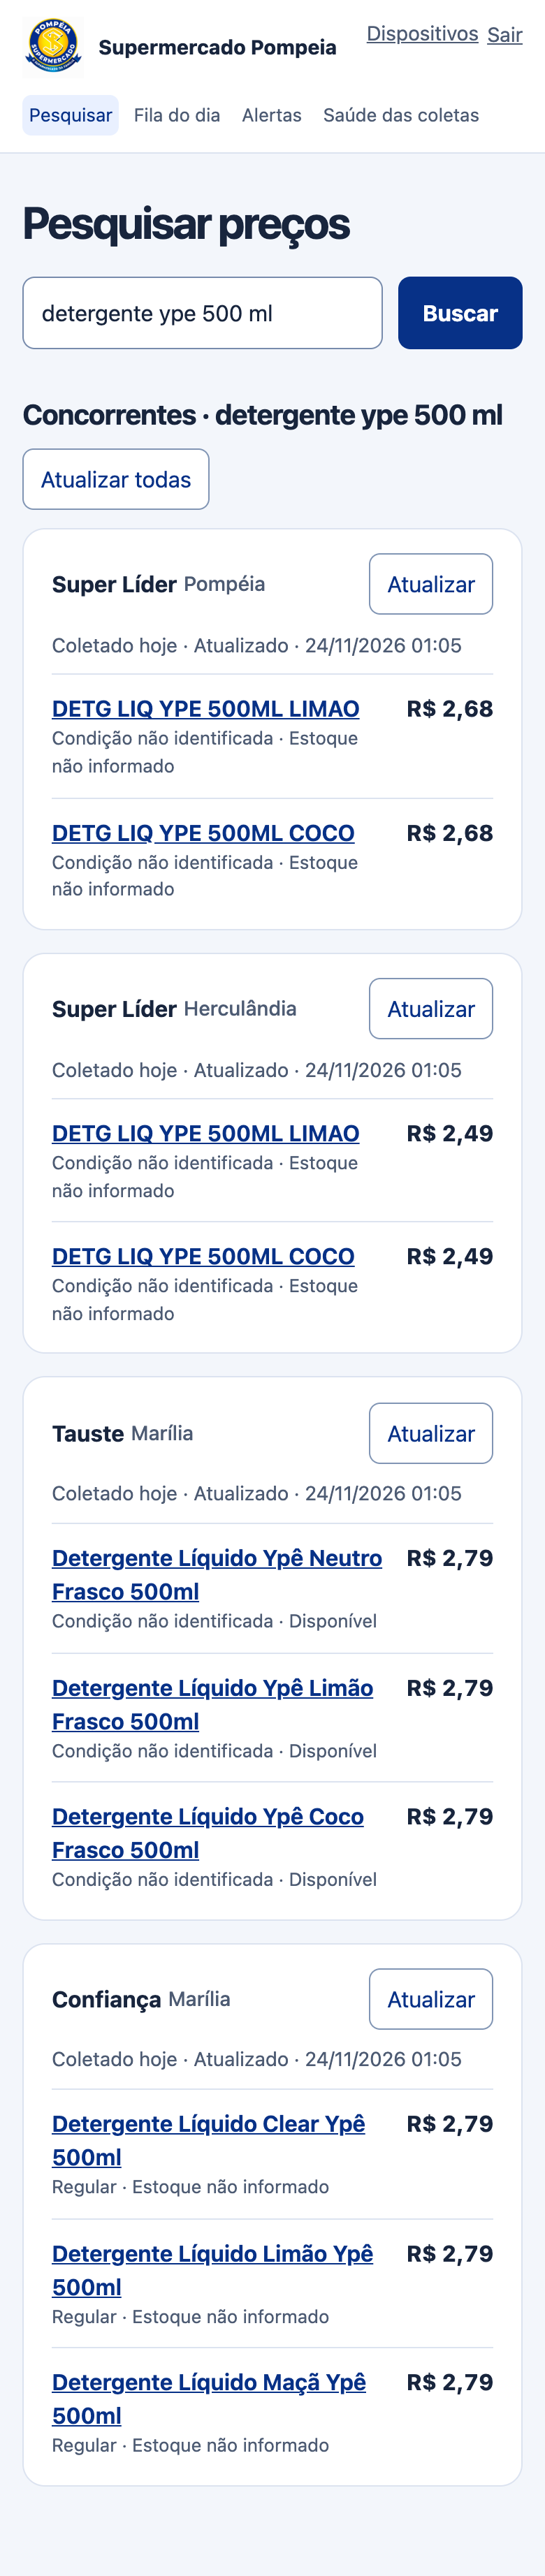 POMPÉIA
SUPERMERCADO
Supermercado Pompeia
Dispositivos
Sair
Pesquisar
Fila do dia
Alertas
Saúde das coletas
Pesquisar preços
detergente ype 500 ml
Buscar
Concorrentes · detergente ype 500 ml
Atualizar todas
Super Líder Pompéia
Atualizar
Coletado hoje · Atualizado · 24/11/2026 01:05
DETG LIQ YPE 500ML LIMAO
R$ 2,68
Condição não identificada · Estoque
não informado
DETG LIQ YPE 500ML COCO
R$ 2,68
Condição não identificada · Estoque
não informado
Super Líder Herculândia
Atualizar
Coletado hoje · Atualizado · 24/11/2026 01:05
DETG LIQ YPE 500ML LIMAO
R$ 2,49
Condição não identificada · Estoque
não informado
DETG LIQ YPE 500ML COCO
R$ 2,49
Condição não identificada · Estoque
não informado
Tauste Marília
Atualizar
Coletado hoje · Atualizado · 24/11/2026 01:05
Detergente Líquido Ypê Neutro
Frasco 500ml
R$ 2,79
Condição não identificada · Disponível
Detergente Líquido Ypê Limão
Frasco 500ml
R$ 2,79
Condição não identificada · Disponível
Detergente Líquido Ypê Coco
Frasco 500ml
R$ 2,79
Condição não identificada · Disponível
Confiança Marília
Atualizar
Coletado hoje · Atualizado · 24/11/2026 01:05
Detergente Líquido Clear Ypê
500ml
R$ 2,79
Regular · Estoque não informado
Detergente Líquido Limão Ypê
500ml
R$ 2,79
Regular · Estoque não informado
Detergente Líquido Maçã Ypê
500ml
R$ 2,79
Regular · Estoque não informado